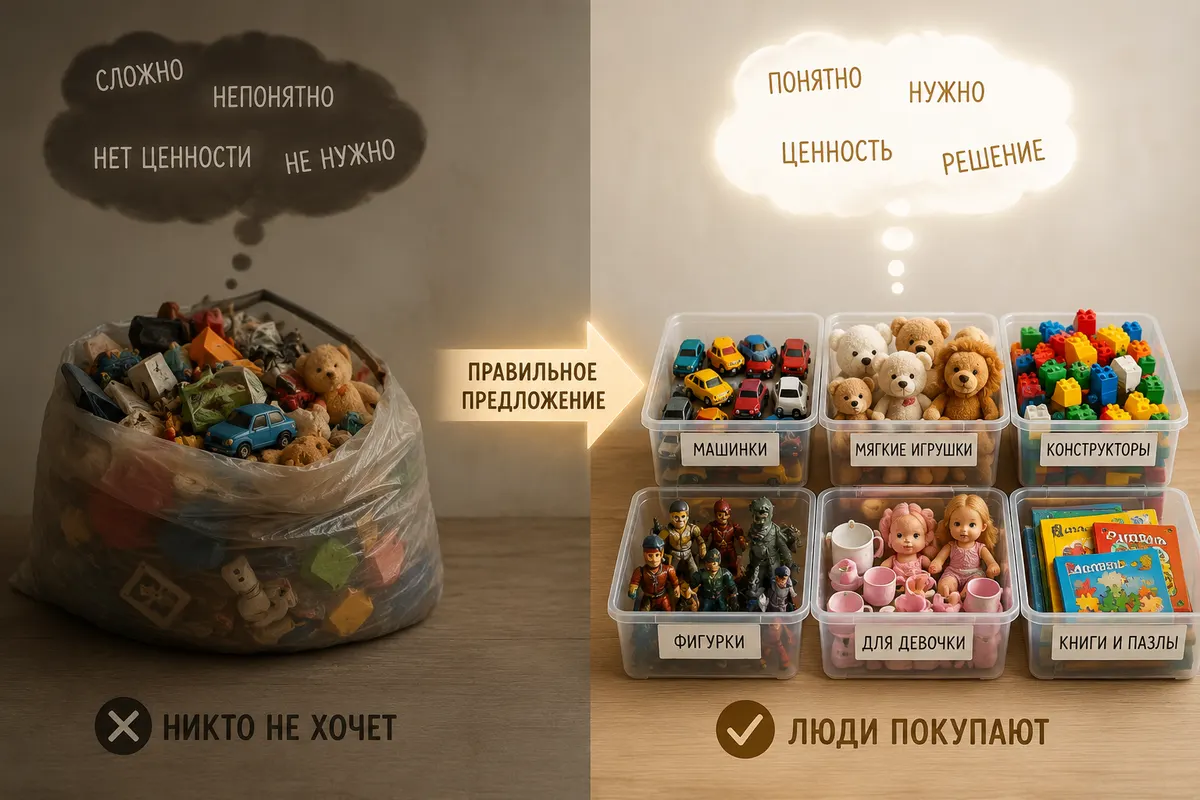 СЛОЖНО
НЕПОНЯТНО
НЕТ ЦЕННОСТИ
НЕ НУЖНО
НИКТО НЕ ХОЧЕТ
ПРАВИЛЬНОЕ
ПРЕДЛОЖЕНИЕ
ПОНЯТНО
НУЖНО
ЦЕННОСТЬ
РЕШЕНИЕ
МАШИНКИ
МЯГКИЕ ИГРУШКИ
КОНСТРУКТОРЫ
ФИГУРКИ
ДЛЯ ДЕВОЧКИ
КНИГИ И ПАЗЛЫ
ЛЮДИ ПОКУПАЮТ